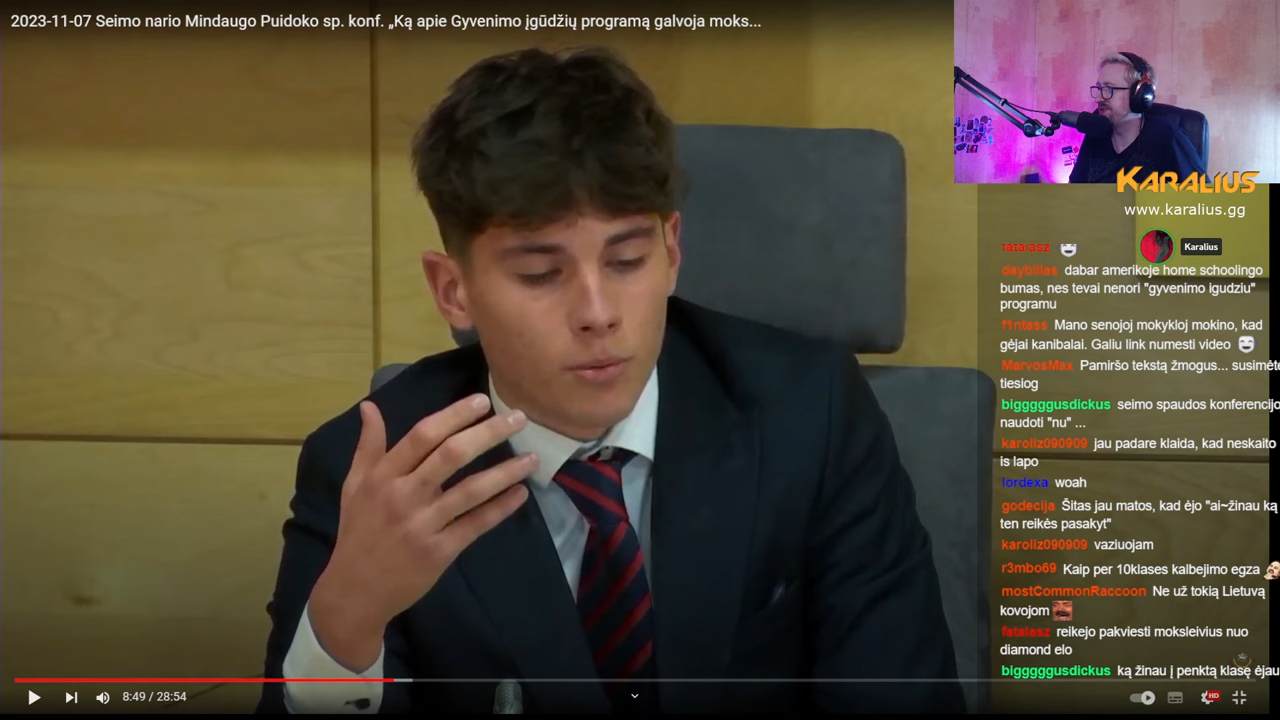 2023-11-07 Seimo nario Mindaugo Puidoko sp. konf. „Ką apie Gyvenimo įgūdžių programą galvoja moks...
KARALIUS
www.karalius.gg
Karalius
fatalasz
daybillas dabar amerikoje home schoolingo
bumas, nes tevai nenori "gyvenimo igudziu"
programu
f1ntass Mano senojoj mokykloj mokino, kad
gėjai kanibalai. Galiu link numesti video
MarvosMax Pamiršo tekstą žmogus... susimėtė
tiesiog
bigggggusdickus seimo spaudos konferencijo
naudoti "nu" ...
karoliz090909 jau padare klaida, kad neskaito
is lapo
lordexa woah
godecija Šitas jau matos, kad ėjo "ai~žinau ką
ten reikės pasakyt"
karoliz090909 vaziuojam
r3mbo69 Kaip per 10klases kalbejimo egza
mostCommonRaccoon Ne už tokią Lietuvą
kovojom
fatalasz reikejo pakviesti moksleivius nuo
diamond elo
bigggggusdickus ką žinau į penktą klasę ėjau
8:49 / 28:54
HD